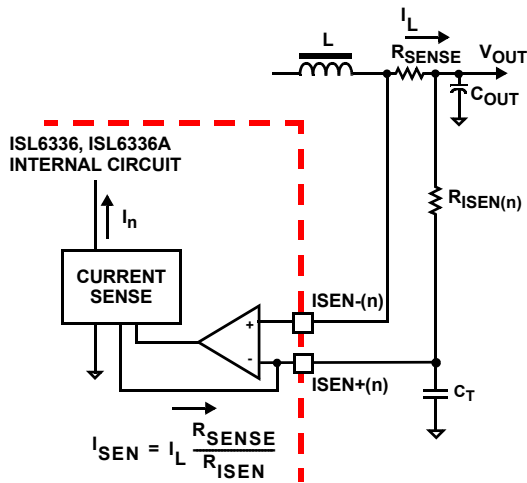 I_L
L
R_SENSE
V_OUT
C_OUT
ISL6336, ISL6336A
INTERNAL CIRCUIT
R_ISEN(n)
I_n
CURRENT
SENSE
ISEN-(n)
+
-
ISEN+(n)
C_T
I_SEN = I_L R_SENSE / R_ISEN